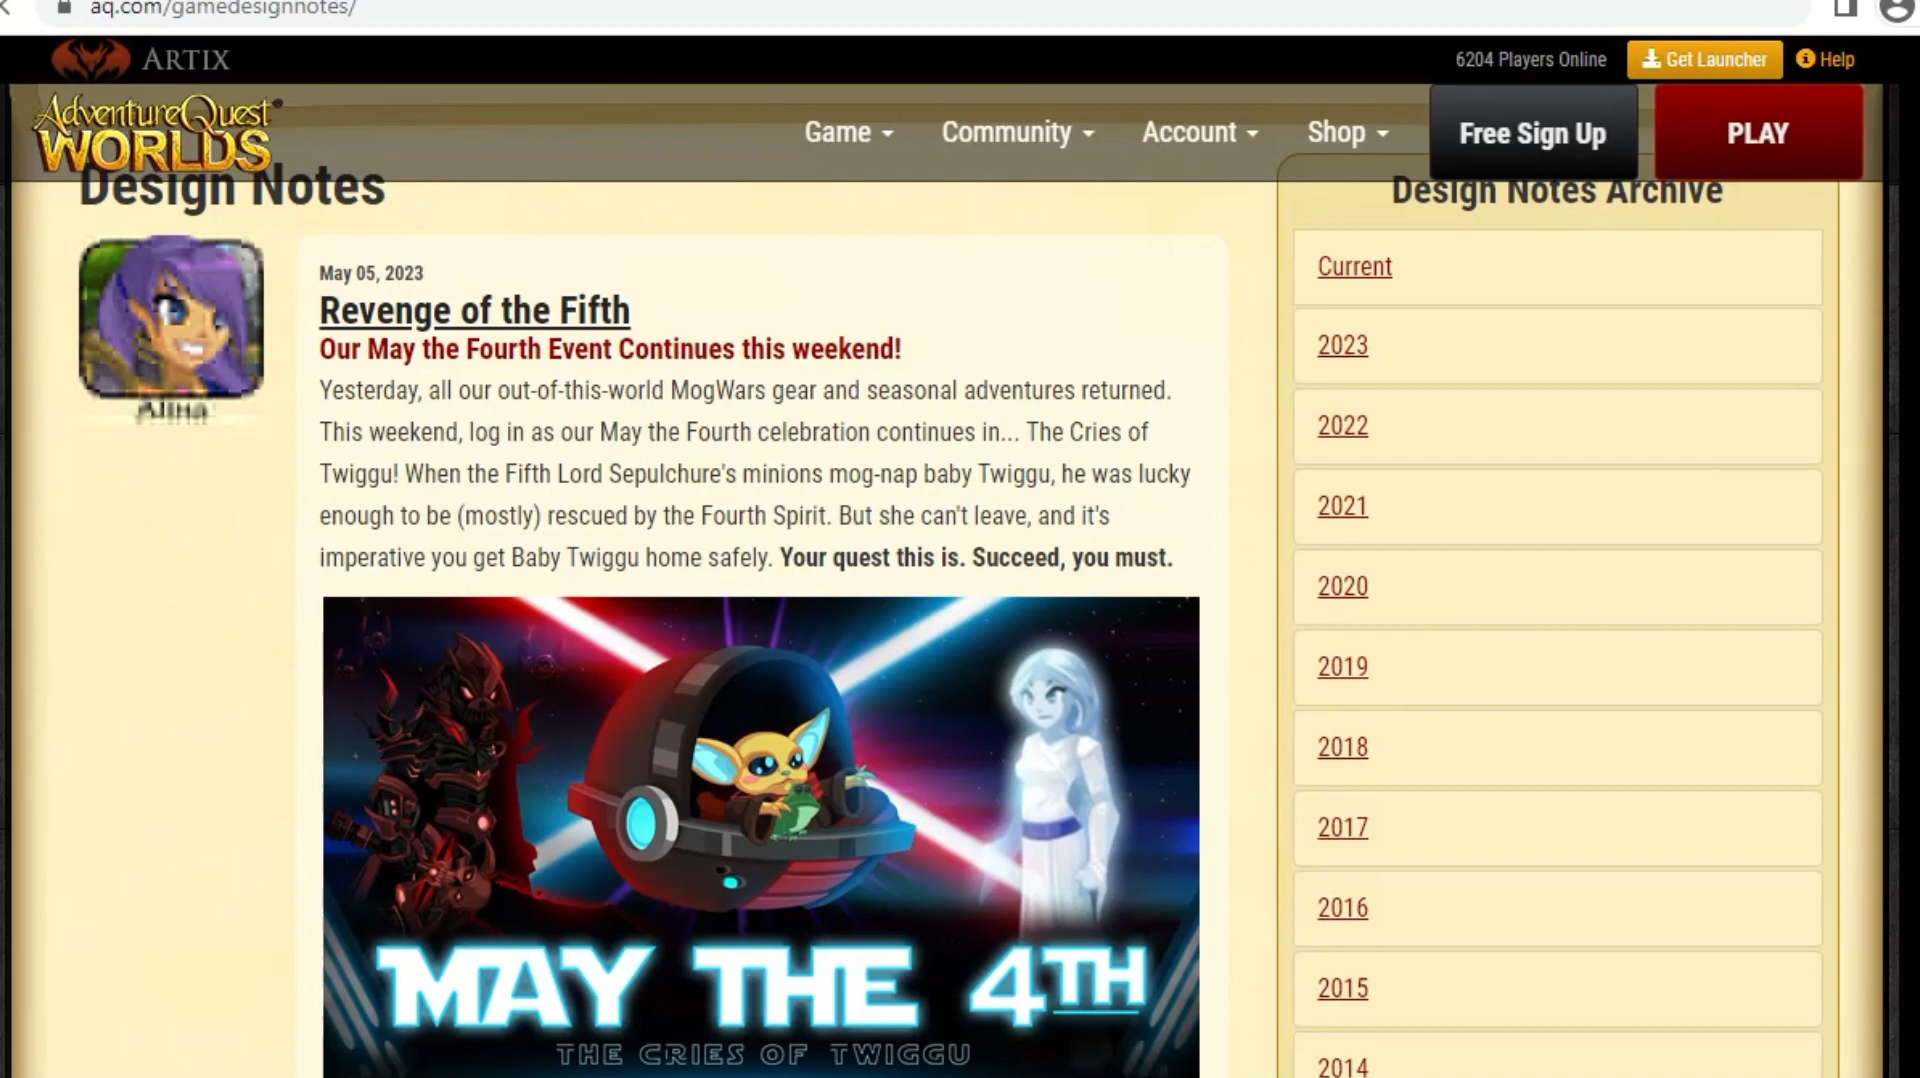 aq.com/gamedesignnotes/
ARTIX
6204 Players Online
Get Launcher
Help
AdventureQuest
WORLDS
Game
Community
Account
Shop
Free Sign Up
PLAY
Design Notes
Alina
May 05, 2023
Revenge of the Fifth
Our May the Fourth Event Continues this weekend!
Yesterday, all our out-of-this-world MogWars gear and seasonal adventures returned.
This weekend, log in as our May the Fourth celebration continues in... The Cries of
Twiggu! When the Fifth Lord Sepulchure's minions mog-nap baby Twiggu, he was lucky
enough to be (mostly) rescued by the Fourth Spirit. But she can't leave, and it's
imperative you get Baby Twiggu home safely. Your quest this is. Succeed, you must.
MAY THE 4TH
THE CRIES OF TWIGGU
Design Notes Archive
Current
2023
2022
2021
2020
2019
2018
2017
2016
2015
2014